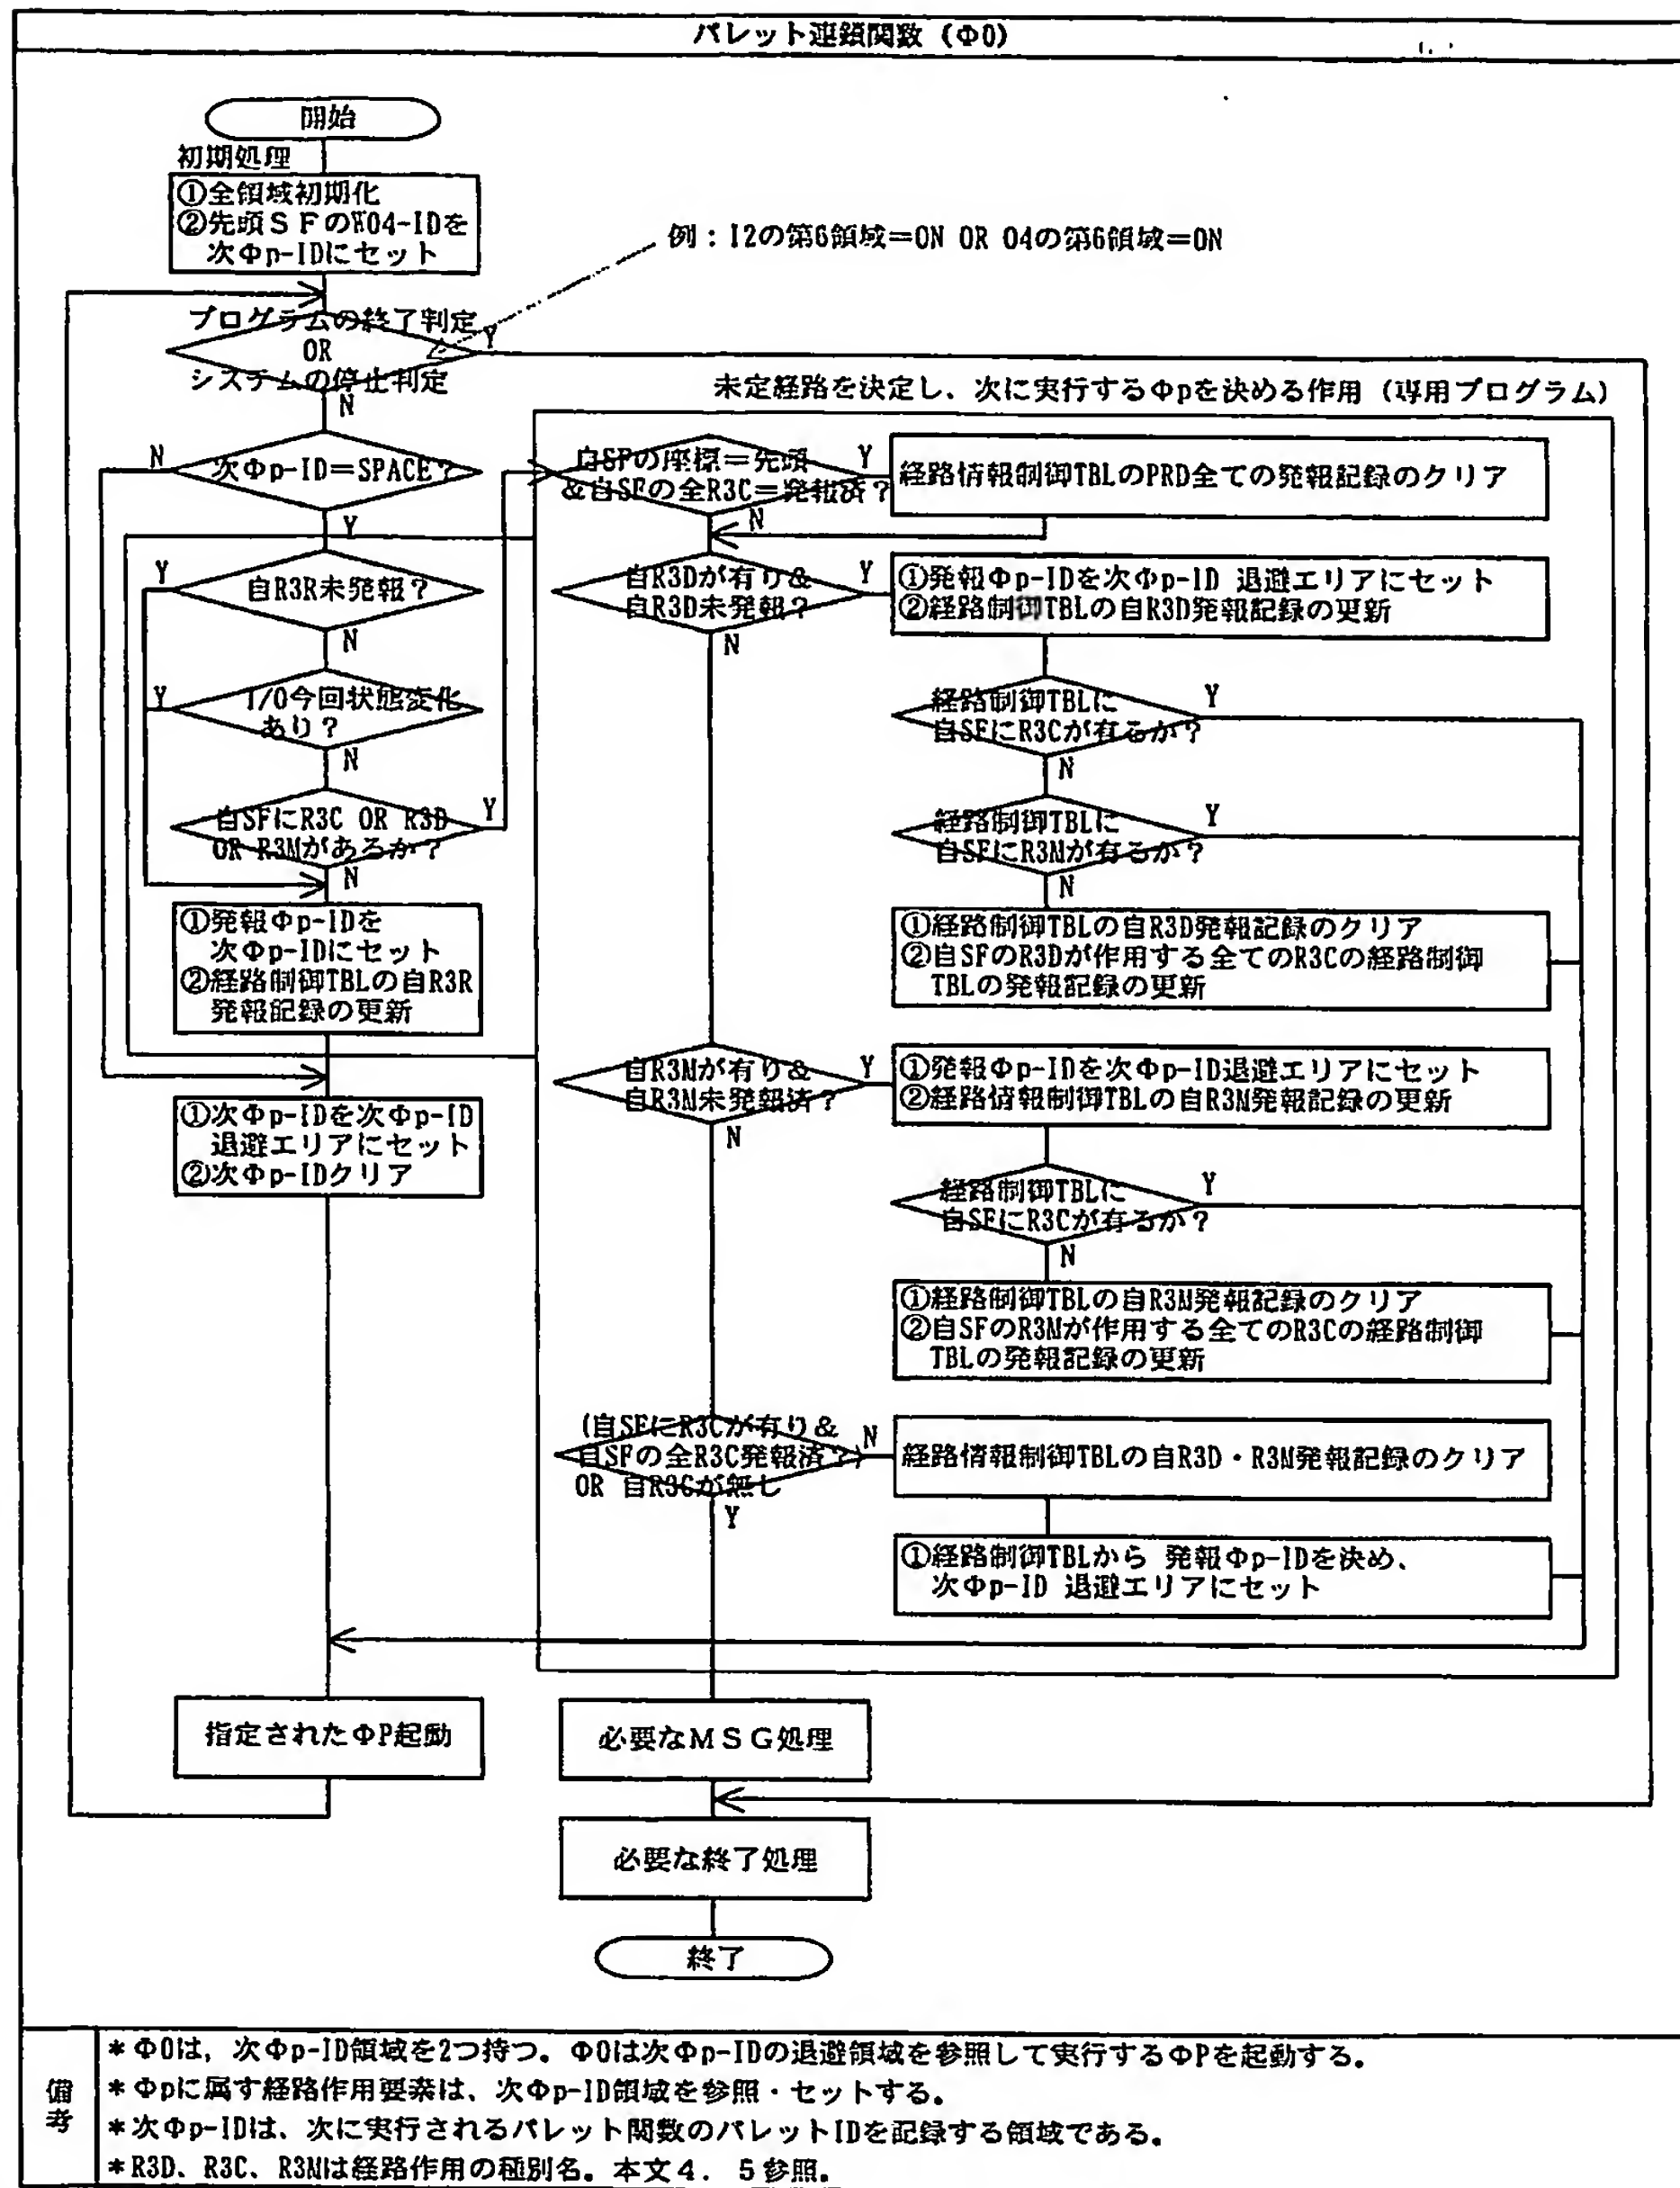 パレット連鎖関数 (Φ0)
開始
初期処理
①全領域初期化
②先頭SFのW04-IDを
次Φp-IDにセット
例：I2の第6領域＝ON OR O4の第6領域＝ON
プログラムの終了判定
OR
システムの停止判定
Y
N
未定経路を決定し、次に実行するΦpを決める作用 (専用プログラム)
次Φp-ID＝SPACE？
N
Y
自SFの座標＝先頭
&自SFの全R3C＝発報済？
Y
N
経路情報制御TBLのPRD全ての発報記録のクリア
自R3R未発報？
Y
N
自R3Dが有り&
自R3D未発報？
Y
N
①発報Φp-IDを次Φp-ID 退避エリアにセット
②経路制御TBLの自R3D発報記録の更新
I/O今回状態変化
あり？
Y
N
経路制御TBLに
自SFにR3Cが有るか？
Y
N
自SFにR3C OR R3D
OR R3Mがあるか？
Y
N
経路制御TBLに
自SFにR3Mが有るか？
Y
N
①発報Φp-IDを
次Φp-IDにセット
②経路制御TBLの自R3R
発報記録の更新
①経路制御TBLの自R3D発報記録のクリア
②自SFのR3Dが作用する全てのR3Cの経路制御
TBLの発報記録の更新
自R3Mが有り&
自R3M未発報済？
Y
N
①発報Φp-IDを次Φp-ID退避エリアにセット
②経路情報制御TBLの自R3M発報記録の更新
①次Φp-IDを次Φp-ID
退避エリアにセット
②次Φp-IDクリア
経路制御TBLに
自SFにR3Cが有るか？
Y
N
①経路制御TBLの自R3M発報記録のクリア
②自SFのR3Mが作用する全てのR3Cの経路制御
TBLの発報記録の更新
(自SFにR3Cが有り&
自SFの全R3C発報済？)
OR 自R3Cが無し
N
Y
経路情報制御TBLの自R3D・R3M発報記録のクリア
①経路制御TBLから 発報Φp-IDを決め、
次Φp-ID 退避エリアにセット
指定されたΦP起動
必要なMSG処理
必要な終了処理
終了
備考
*Φ0は，次Φp-ID領域を2つ持つ。Φ0は次Φp-IDの退避領域を参照して実行するΦPを起動する。
*Φpに属す経路作用要素は、次Φp-ID領域を参照・セットする。
*次Φp-IDは、次に実行されるパレット関数のパレットIDを記録する領域である。
*R3D、R3C、R3Mは経路作用の種別名。本文4．5参照．